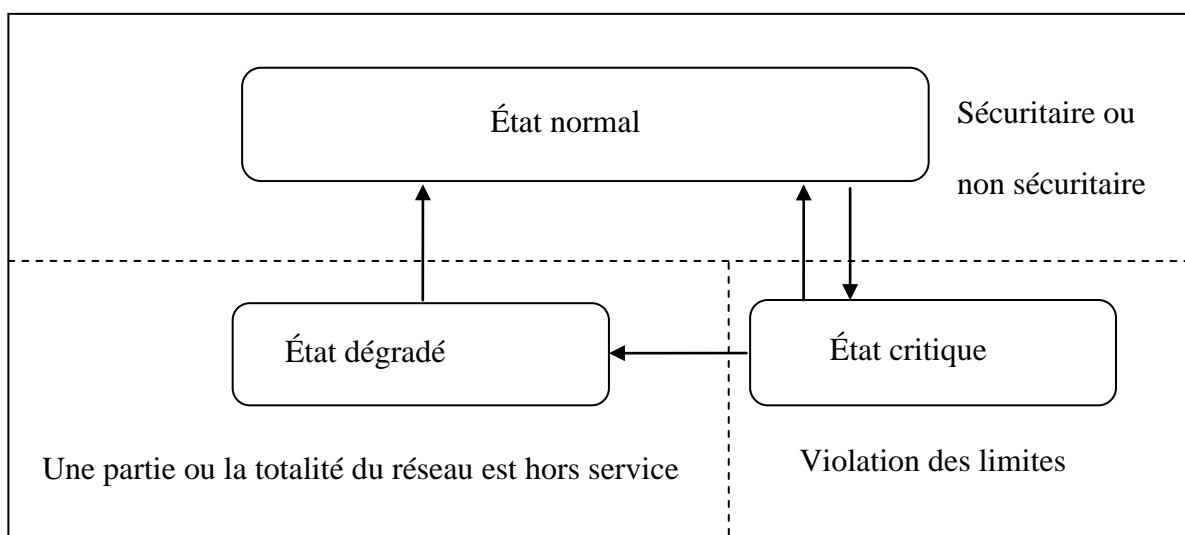 État normal
Sécuritaire ou
non sécuritaire
État dégradé
État critique
Une partie ou la totalité du réseau est hors service
Violation des limites